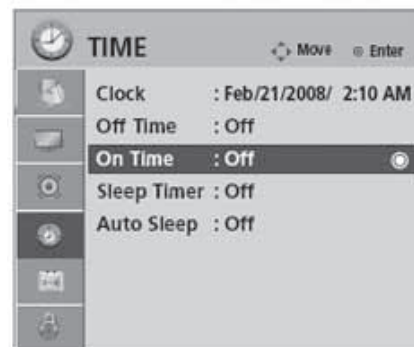 TIME Move Enter
Clock : Feb/21/2008/ 2:10 AM
Off Time : Off
On Time : Off
Sleep Timer : Off
Auto Sleep : Off